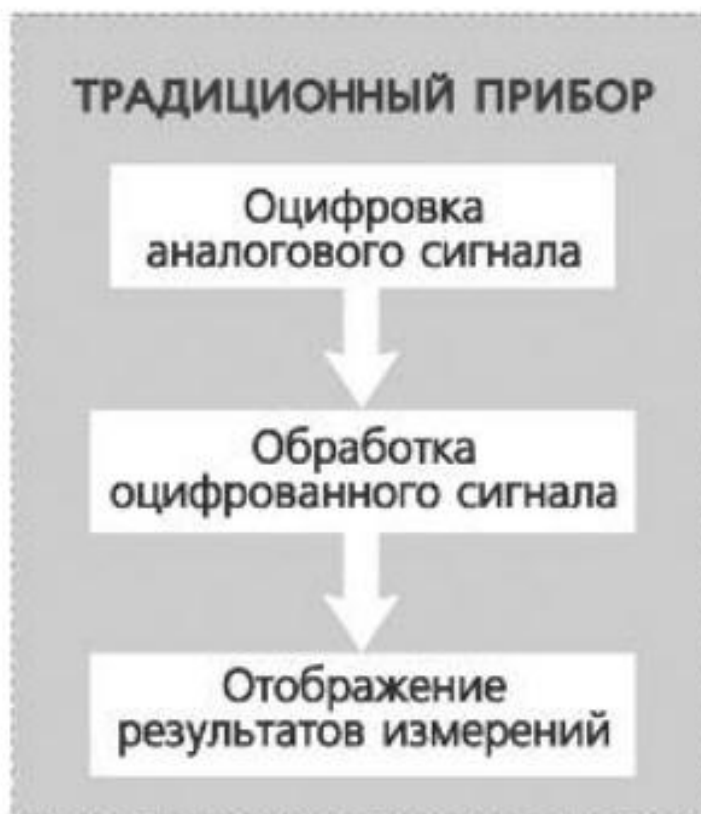 ТРАДИЦИОННЫЙ ПРИБОР
Оцифровка
аналогового сигнала
Обработка
оцифрованного сигнала
Отображение
результатов измерений